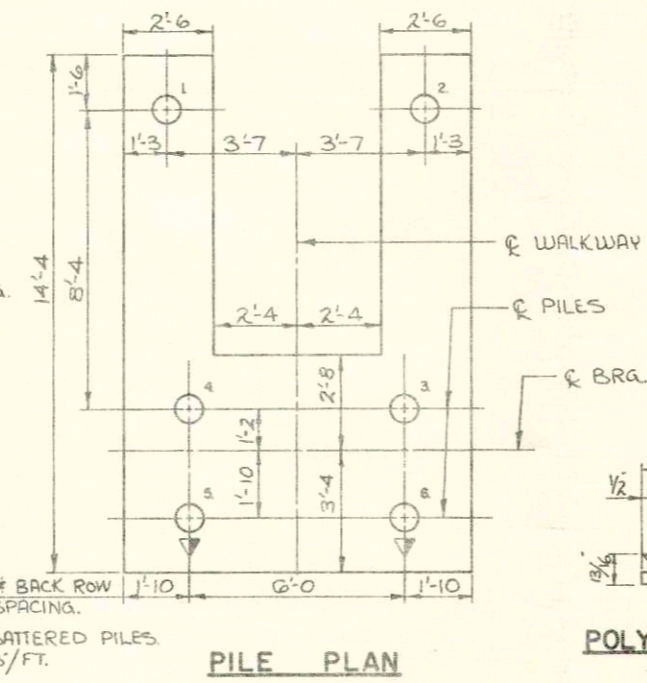 2'-6 2'-6
1'-6
1. 2.
1'-3 3'-7 3'-7 1'-3
℄ WALKWAY
14'-4 8'-4
2'-4 2'-4
℄ PILES
2'-8
℄ BRG.
4. 3.
1'-2
1'-10 3'-4
1/2"
5. 6.
13/16"
BACK ROW 1'-10 6'-0 1'-10
SPACING.
BATTERED PILES.
/FT.
PILE PLAN
POLY